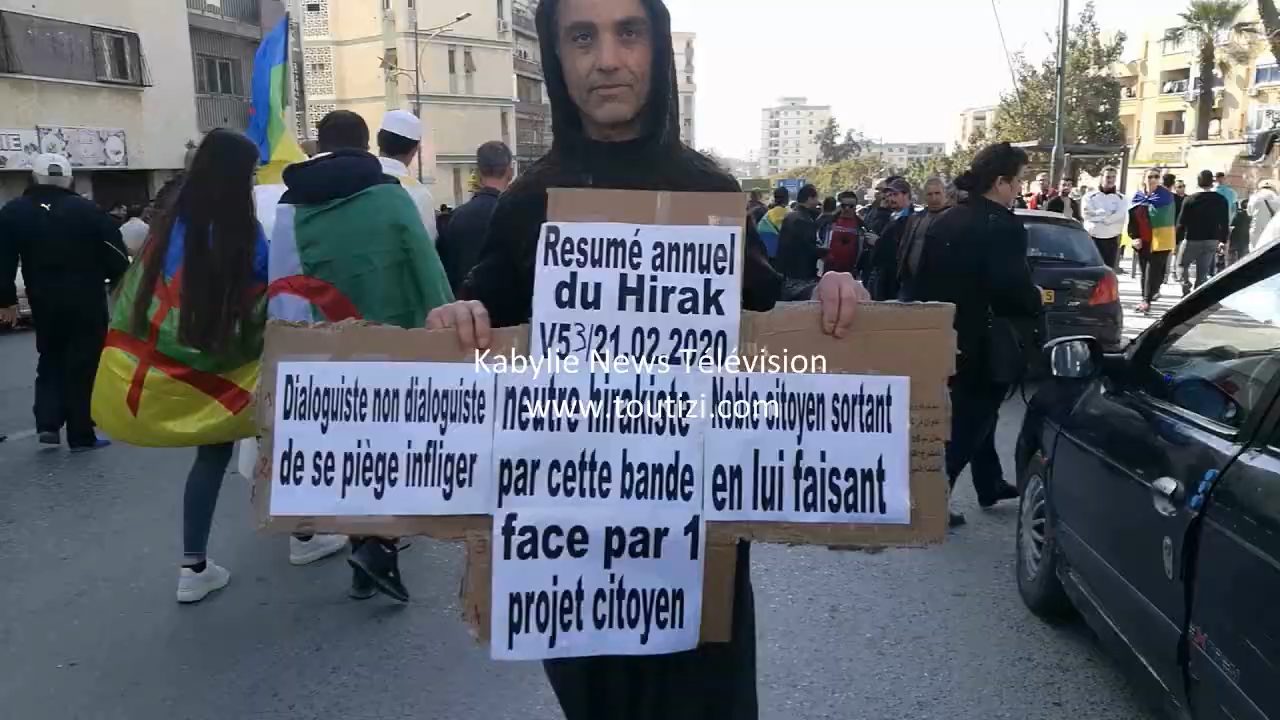 Resumé annuel
du Hirak
V53/21.02.2020
Kabylie News Télévision
www.toutizi.com
Dialoguiste non dialoguiste neutre hirakiste Noble citoyen sortant
de se piège infliger par cette bande en lui faisant
face par 1
projet citoyen